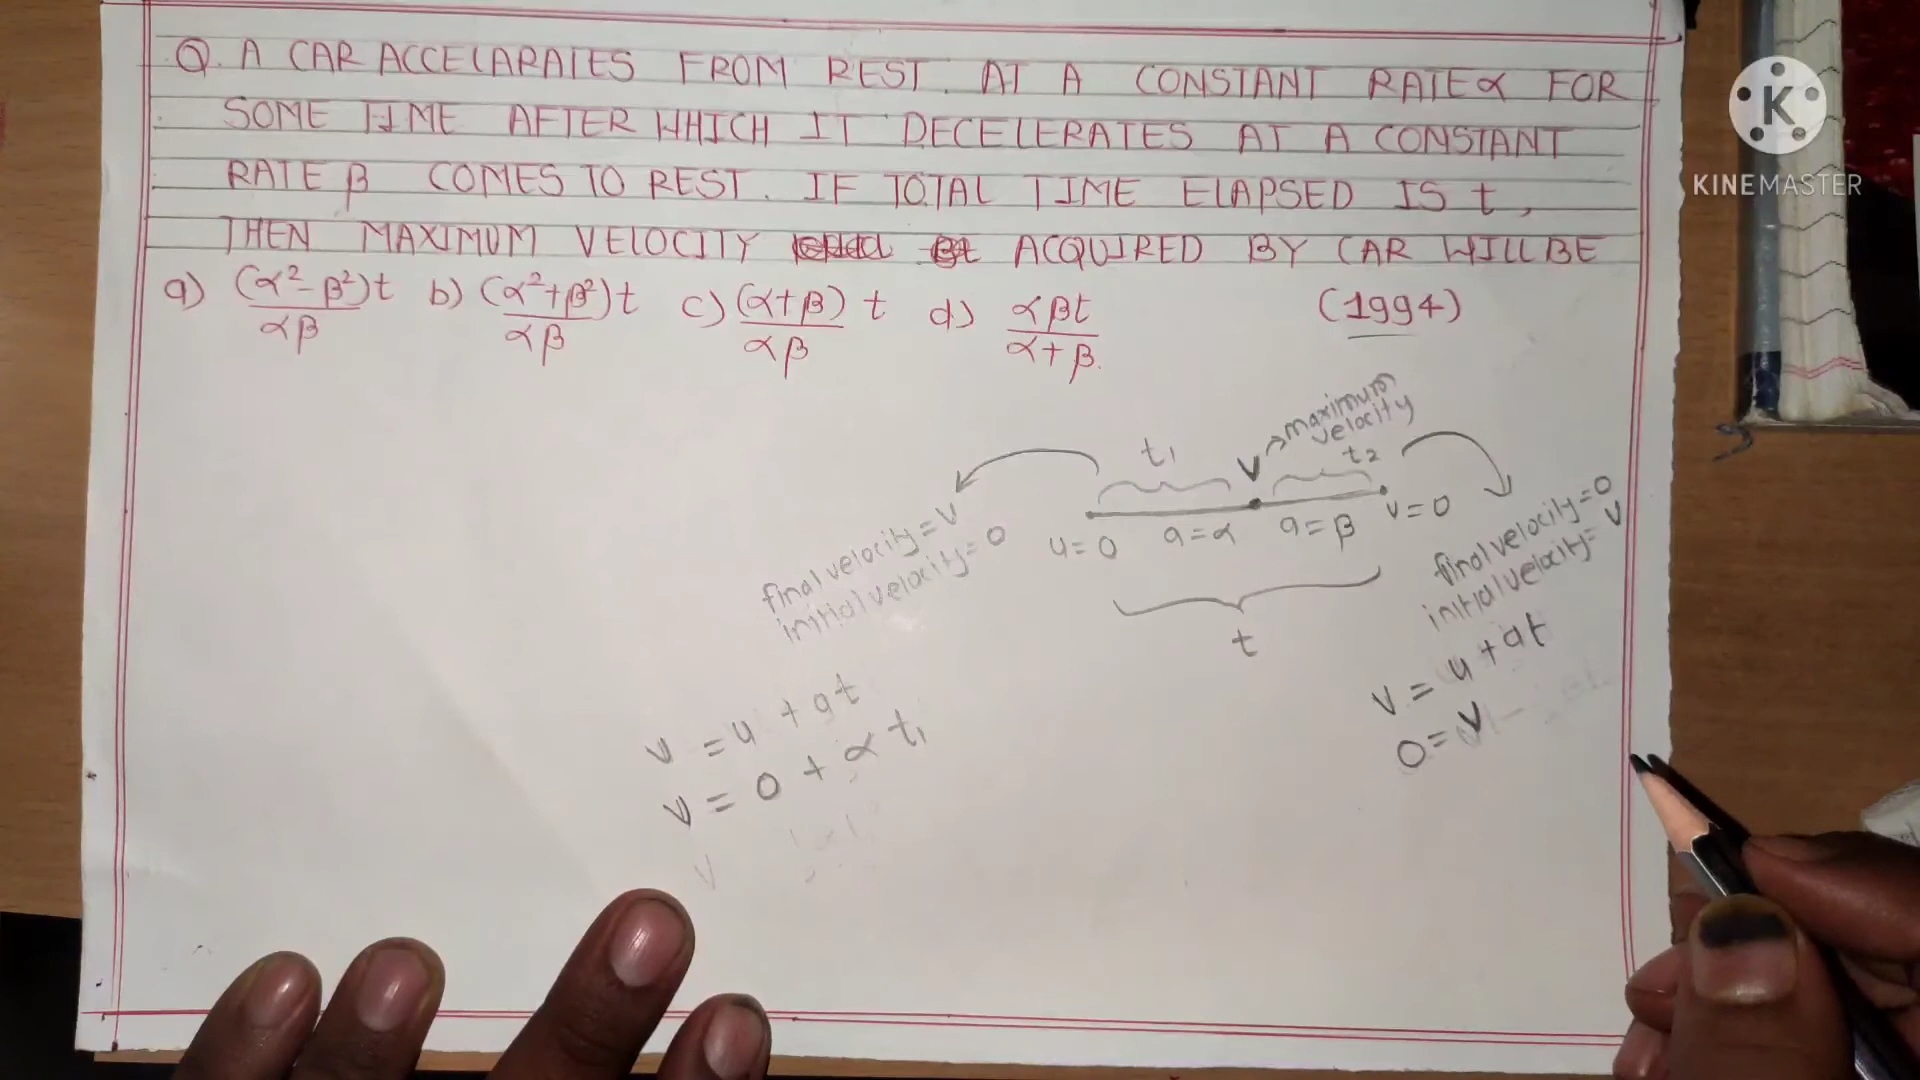 Q. A CAR ACCELARATES FROM REST AT A CONSTANT RATE α FOR
SOME TIME AFTER WHICH IT DECELERATES AT A CONSTANT
RATE β COMES TO REST. IF TOTAL TIME ELAPSED IS t,
THEN MAXIMUM VELOCITY ACQUIRED BY CAR WILL BE
a) (α²-β²)t / αβ b) (α²+β²)t / αβ c) (α+β) t / αβ d) αβt / α+β. (1994)
K
KINEMASTER
maximum
velocity
t₁ V t₂
u=0 a=α a=β v=0
t
final velocity=V
initial velocity=0
v = u + at
v = 0 + αt₁
final velocity=0
initial velocity=V
v = u + at
0 = V